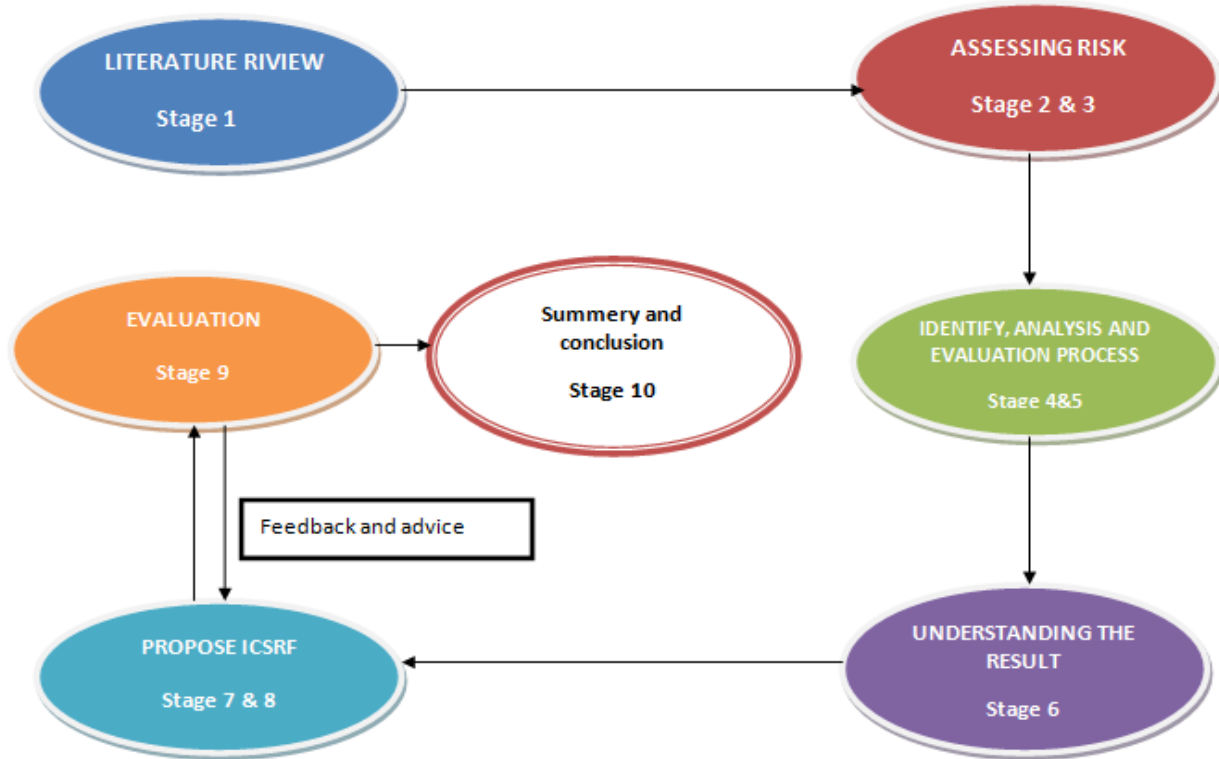 LITERATURE RIVIEW
Stage 1
ASSESSING RISK
Stage 2 & 3
IDENTIFY, ANALYSIS AND
EVALUATION PROCESS
Stage 4&5
UNDERSTANDING THE
RESULT
Stage 6
PROPOSE ICSRF
Stage 7 & 8
Feedback and advice
EVALUATION
Stage 9
Summery and
conclusion
Stage 10